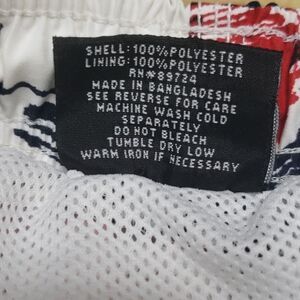 SHELL: 100% POLYESTER
LINING: 100% POLYESTER
RN#89724
MADE IN BANGLADESH
SEE REVERSE FOR CARE
MACHINE WASH COLD
SEPARATELY
DO NOT BLEACH
TUMBLE DRY LOW
WARM IRON IF NECESSARY